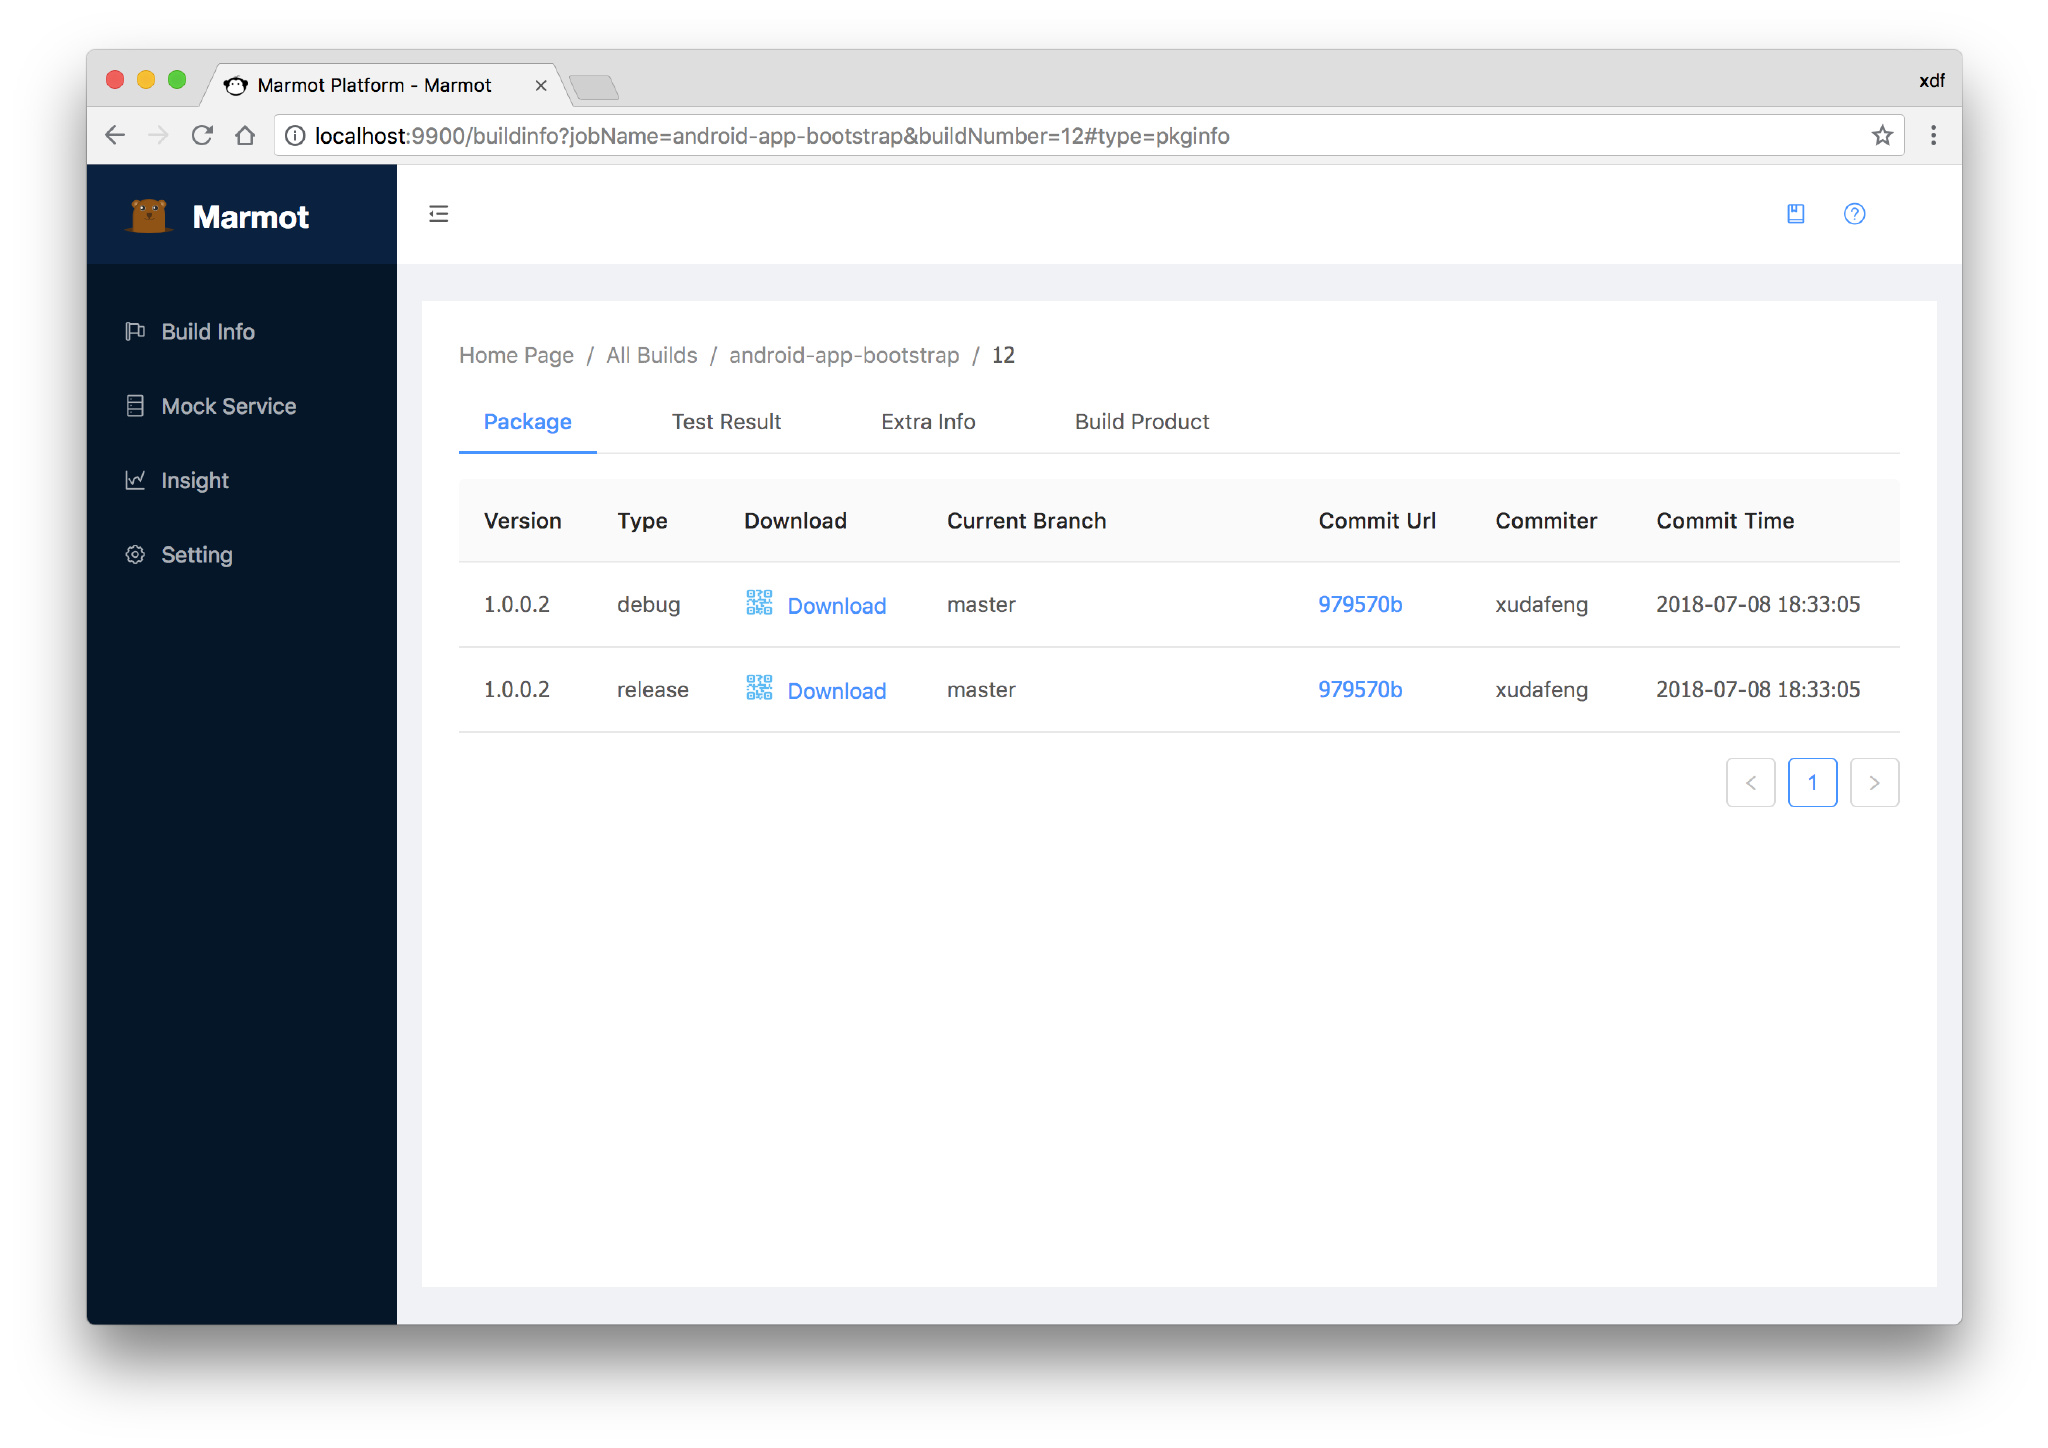 Marmot Platform - Marmot
xdf
localhost:9900/buildinfo?jobName=android-app-bootstrap&buildNumber=12#type=pkginfo
Marmot
Build Info
Mock Service
Insight
Setting
Home Page / All Builds / android-app-bootstrap / 12
Package Test Result Extra Info Build Product
Version Type Download Current Branch Commit Url Commiter Commit Time
1.0.0.2 debug Download master 979570b xudafeng 2018-07-08 18:33:05
1.0.0.2 release Download master 979570b xudafeng 2018-07-08 18:33:05
1